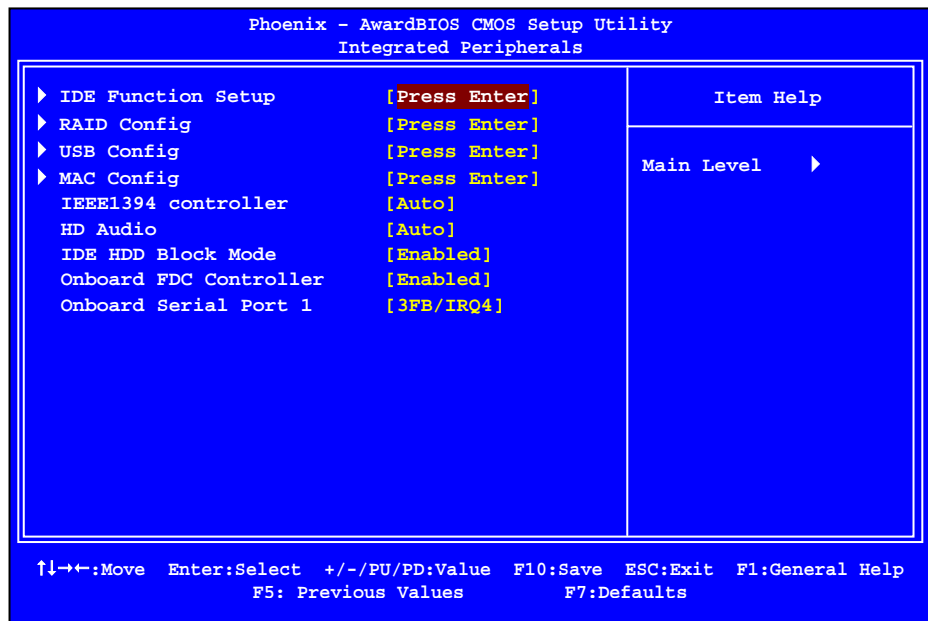 Phoenix – AwardBIOS CMOS Setup Utility
Integrated Peripherals
IDE Function Setup [Press Enter]
RAID Config [Press Enter]
USB Config [Press Enter]
MAC Config [Press Enter]
IEEE1394 controller [Auto]
HD Audio [Auto]
IDE HDD Block Mode [Enabled]
Onboard FDC Controller [Enabled]
Onboard Serial Port 1 [3FB/IRQ4]
Item Help
Main Level
↑↓→←:Move Enter:Select +/-/PU/PD:Value F10:Save ESC:Exit F1:General Help
F5: Previous Values F7:Defaults